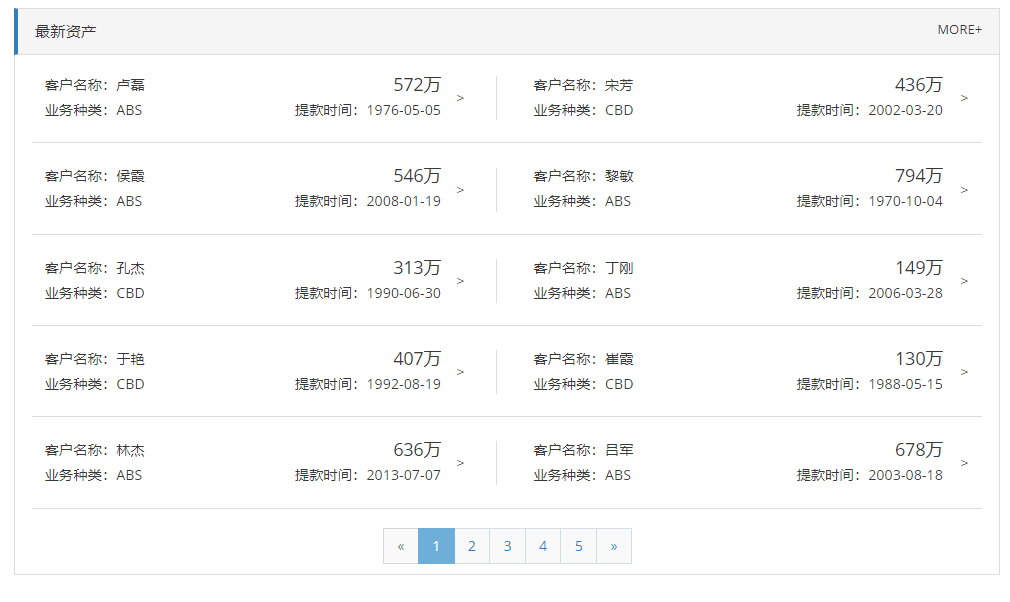 最新资产 MORE+
客户名称：卢磊 572万 > 客户名称：宋芳 436万 >
业务种类：ABS 提款时间：1976-05-05 业务种类：CBD 提款时间：2002-03-20
客户名称：侯霞 546万 > 客户名称：黎敏 794万 >
业务种类：ABS 提款时间：2008-01-19 业务种类：ABS 提款时间：1970-10-04
客户名称：孔杰 313万 > 客户名称：丁刚 149万 >
业务种类：CBD 提款时间：1990-06-30 业务种类：ABS 提款时间：2006-03-28
客户名称：于艳 407万 > 客户名称：崔霞 130万 >
业务种类：CBD 提款时间：1992-08-19 业务种类：CBD 提款时间：1988-05-15
客户名称：林杰 636万 > 客户名称：吕军 678万 >
业务种类：ABS 提款时间：2013-07-07 业务种类：ABS 提款时间：2003-08-18
« 1 2 3 4 5 »